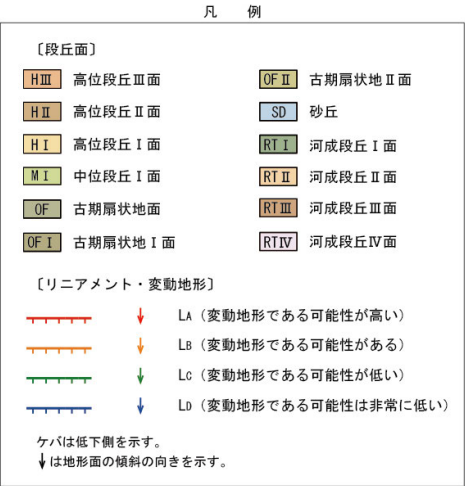 凡 例
〔段丘面〕
HⅢ 高位段丘Ⅲ面
OFⅡ 古期扇状地Ⅱ面
HⅡ 高位段丘Ⅱ面
SD 砂丘
HⅠ 高位段丘Ⅰ面
RTⅠ 河成段丘Ⅰ面
MⅠ 中位段丘Ⅰ面
RTⅡ 河成段丘Ⅱ面
OF 古期扇状地面
RTⅢ 河成段丘Ⅲ面
OFⅠ 古期扇状地Ⅰ面
RTⅣ 河成段丘Ⅳ面
〔リニアメント・変動地形〕
LA（変動地形である可能性が高い）
LB（変動地形である可能性がある）
LC（変動地形である可能性が低い）
LD（変動地形である可能性は非常に低い）
ケバは低下側を示す。
↓は地形面の傾斜の向きを示す。